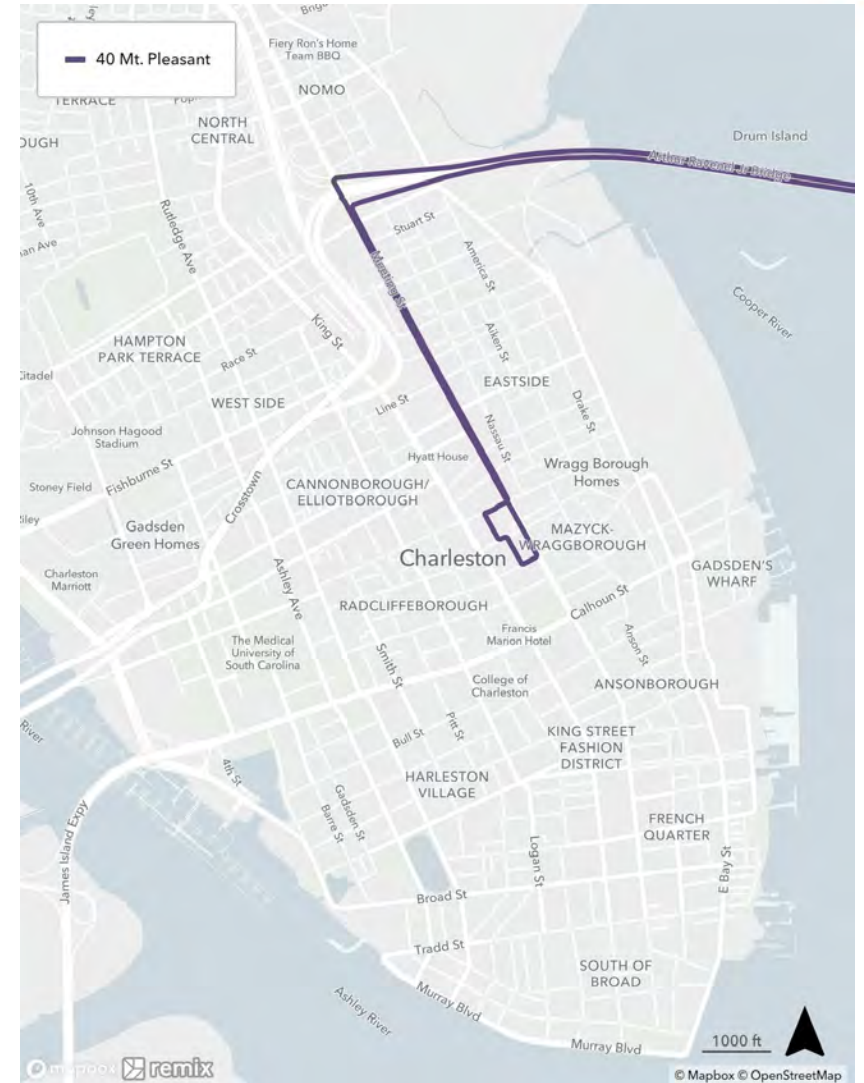 40 Mt. Pleasant
Fiery Ron's Home
Team BBQ
NOMO
TERRACE
NORTH
CENTRAL
OUGH
10th Ave
Rutledge Ave
Drum Island
Arthur Ravenel Jr Bridge
Stuart St
America St
Meeting St
Cooper River
King St
Aiken St
HAMPTON
PARK TERRACE
Race St
Citadel
EASTSIDE
WEST SIDE
Line St
Drake St
Johnson Hagood
Stadium
Nassau St
Hyatt House
Wragg Borough
Homes
Fishburne St
Stoney Field
Crosstown
CANNONBOROUGH/
ELLIOTBOROUGH
Gadsden
Green Homes
MAZYCK-
WRAGGBOROUGH
Charleston
GADSDEN'S
WHARF
Charleston
Marriott
Ashley Ave
RADCLIFFEBOROUGH
Calhoun St
Francis
Marion Hotel
Anson St
The Medical
University of
South Carolina
Smith St
College of
Charleston
ANSONBOROUGH
River
Bull St
Pitt St
KING STREET
FASHION
DISTRICT
4th St
HARLESTON
VILLAGE
Gadsden St
Barre St
FRENCH
QUARTER
James Island Expy
Logan St
E Bay St
Broad St
Tradd St
SOUTH OF
BROAD
Ashley River
Murray Blvd
Murray Blvd
1000 ft
mapbox remix
© Mapbox © OpenStreetMap